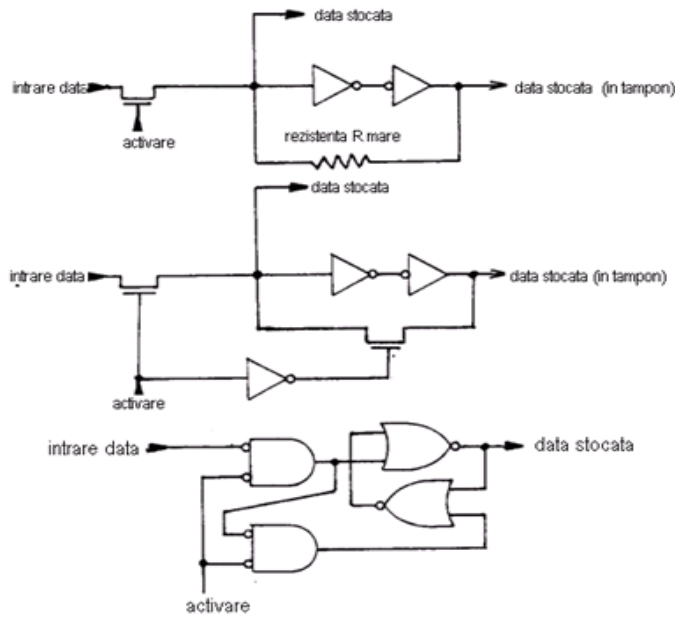 data stocata
intrare data
data stocata (in tampon)
activare
rezistenta R mare
data stocata
intrare data
data stocata (in tampon)
activare
intrare data
data stocata
activare